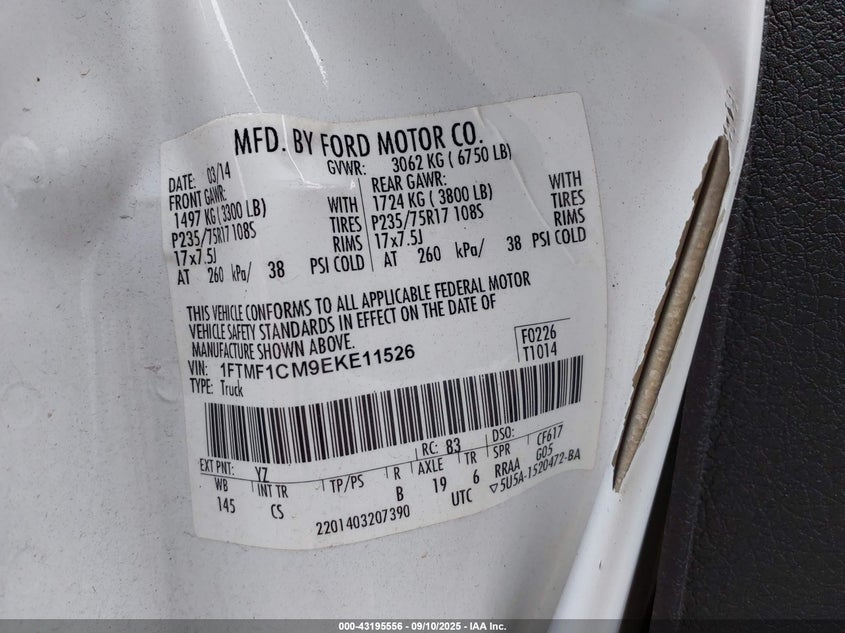 MFD. BY FORD MOTOR CO.
DATE: 03/14
GVWR: 3062 KG ( 6750 LB)
FRONT GAWR:
1497 KG ( 3300 LB) WITH
P235/75R17 108S TIRES
17x7.5J RIMS
AT 260 kPa/ 38 PSI COLD
REAR GAWR: WITH
1724 KG ( 3800 LB) TIRES
P235/75R17 108S RIMS
17x7.5J
AT 260 kPa/ 38 PSI COLD
THIS VEHICLE CONFORMS TO ALL APPLICABLE FEDERAL MOTOR
VEHICLE SAFETY STANDARDS IN EFFECT ON THE DATE OF
MANUFACTURE SHOWN ABOVE.
VIN: 1FTMF1CM9EKE11526
TYPE: Truck
F0226
T1014
EXT PNT: YZ RC: 83 DSO:
WB INT TR TP/PS R AXLE TR SPR CF617
145 CS B 19 6 RRAA G05
2201403207390 UTC ▽5U5A-1520472-BA
000-43195556 - 09/10/2025 - IAA Inc.